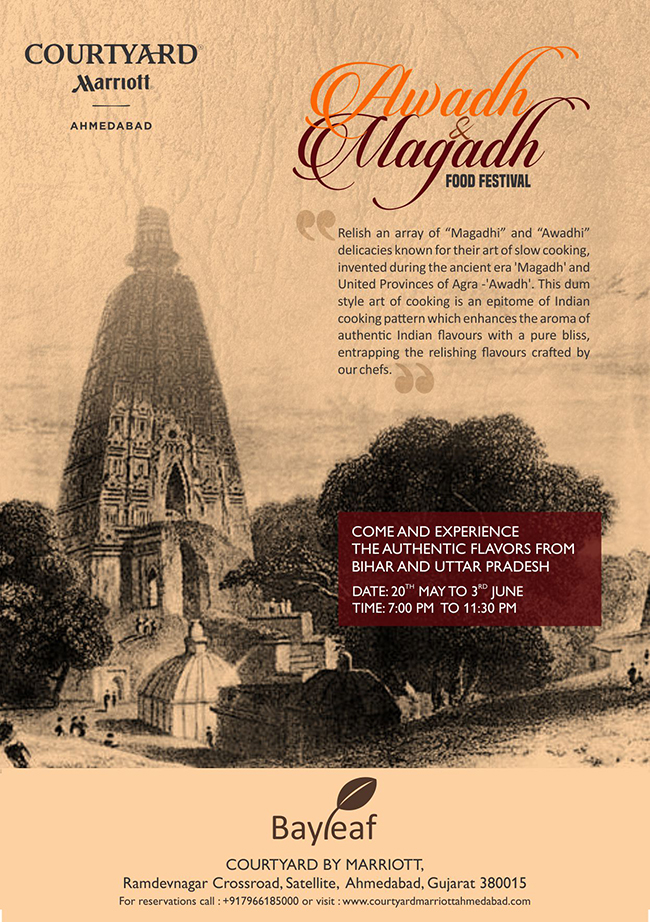 COURTYARD®
Marriott
AHMEDABAD
Awadh
&
Magadh
FOOD FESTIVAL
“
Relish an array of “Magadhi” and “Awadhi”
delicacies known for their art of slow cooking,
invented during the ancient era 'Magadh' and
United Provinces of Agra -'Awadh'. This dum
style art of cooking is an epitome of Indian
cooking pattern which enhances the aroma of
authentic Indian flavours with a pure bliss,
entrapping the relishing flavours crafted by
our chefs. ”
COME AND EXPERIENCE
THE AUTHENTIC FLAVORS FROM
BIHAR AND UTTAR PRADESH
DATE: 20TH MAY TO 3RD JUNE
TIME: 7:00 PM TO 11:30 PM
Bayleaf
COURTYARD BY MARRIOTT,
Ramdevnagar Crossroad, Satellite, Ahmedabad, Gujarat 380015
For reservations call : +917966185000 or visit : www.courtyardmarriottahmedabad.com